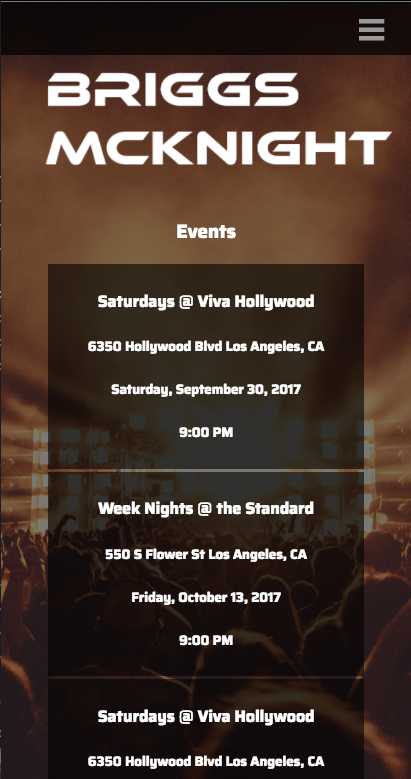 BRIGGS
MCKNIGHT
Events
Saturdays @ Viva Hollywood
6350 Hollywood Blvd Los Angeles, CA
Saturday, September 30, 2017
9:00 PM
Week Nights @ the Standard
550 S Flower St Los Angeles, CA
Friday, October 13, 2017
9:00 PM
Saturdays @ Viva Hollywood
6350 Hollywood Blvd Los Angeles, CA